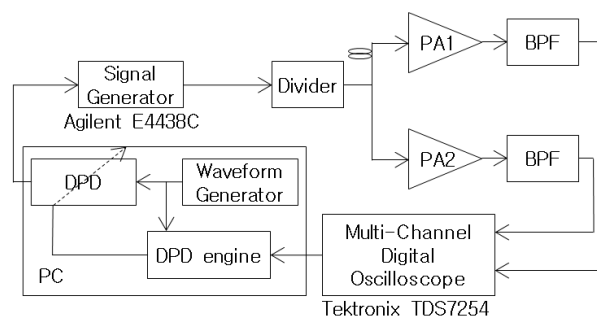 Signal
Generator
Agilent E4438C
Divider
PA1
BPF
PA2
BPF
DPD
Waveform
Generator
DPD engine
PC
Multi-Channel
Digital
Oscilloscope
Tektronix TDS7254